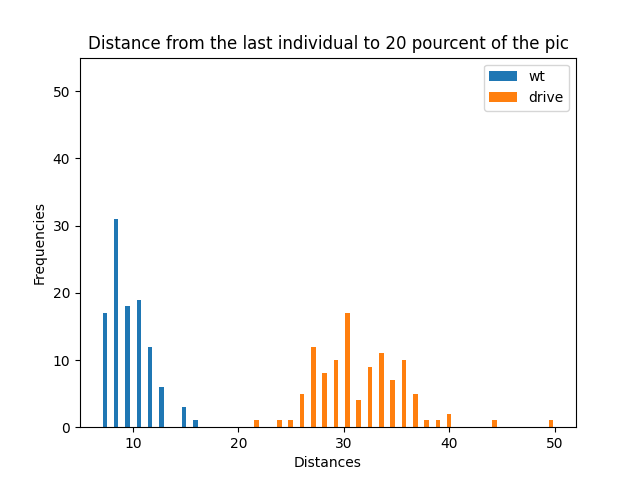 Distance from the last individual to 20 pourcent of the pic
wt
drive
50
40
30
20
10
0
Frequencies
10
20
30
40
50
Distances